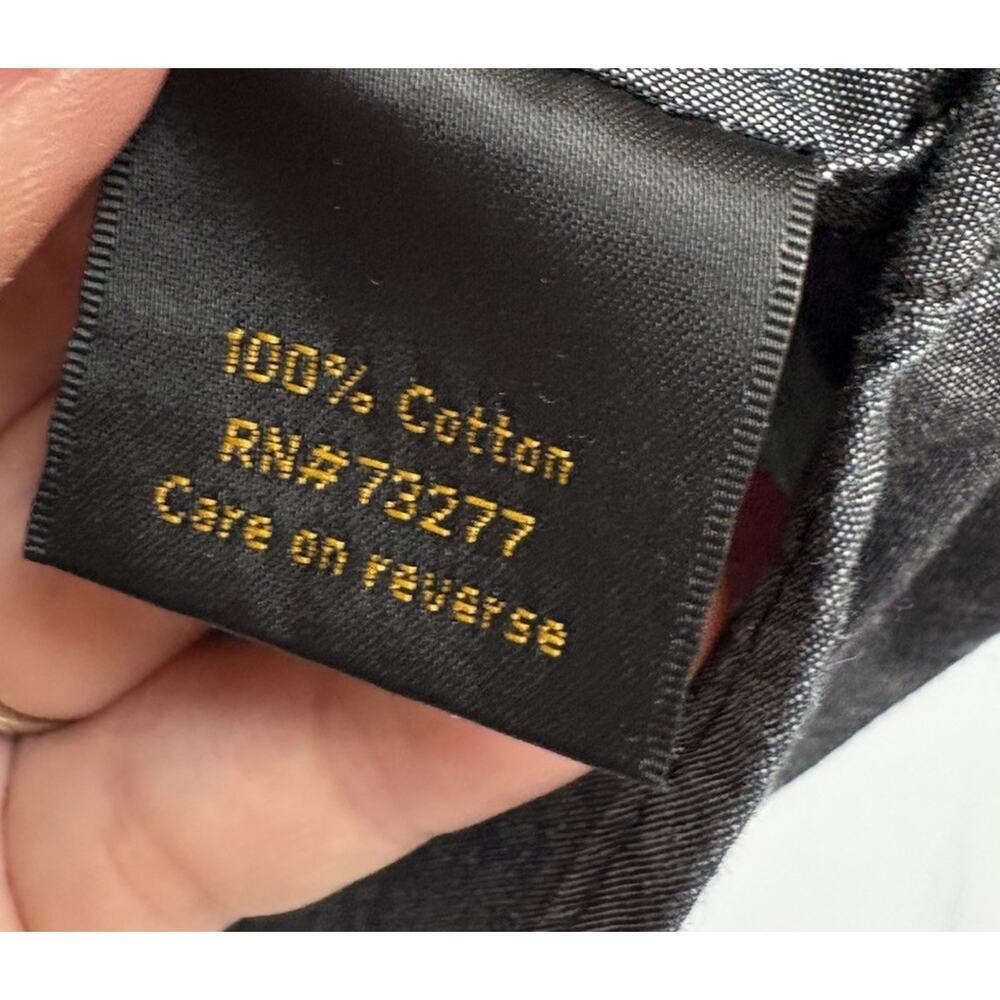 100% Cotton
RN#73277
Care on reverse